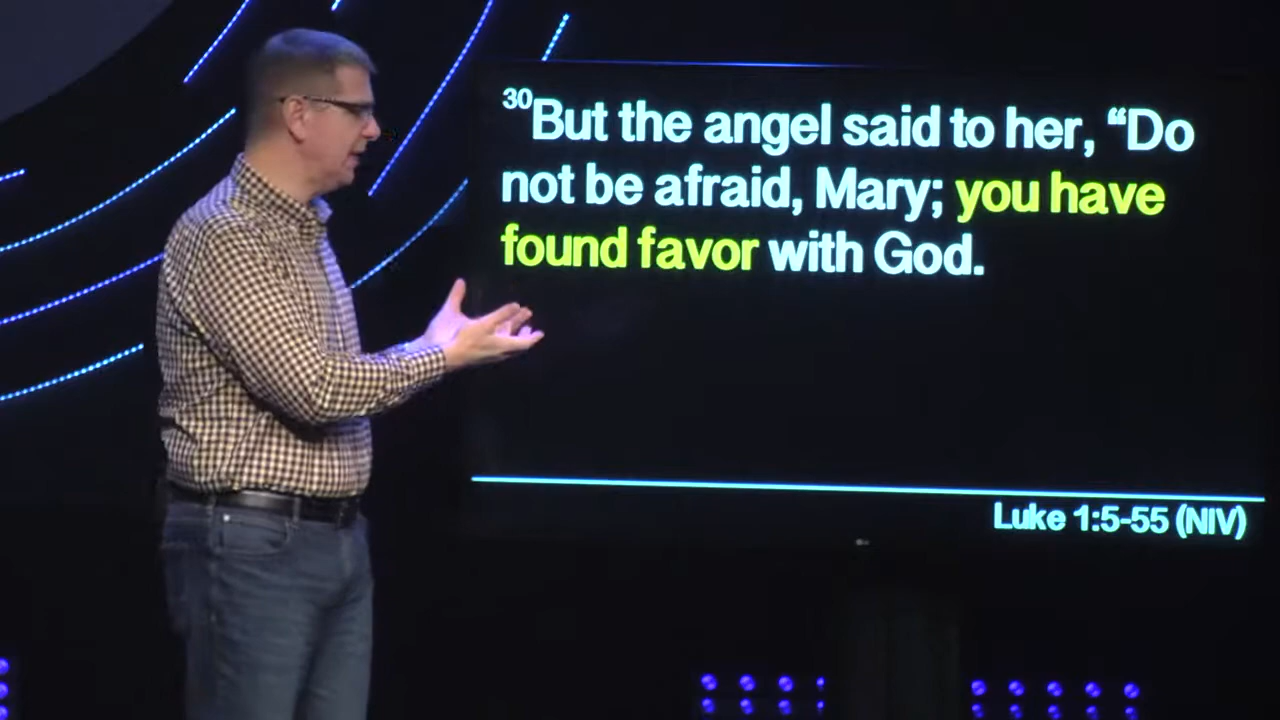 30But the angel said to her, “Do
not be afraid, Mary; you have
found favor with God.
Luke 1:5-55 (NIV)